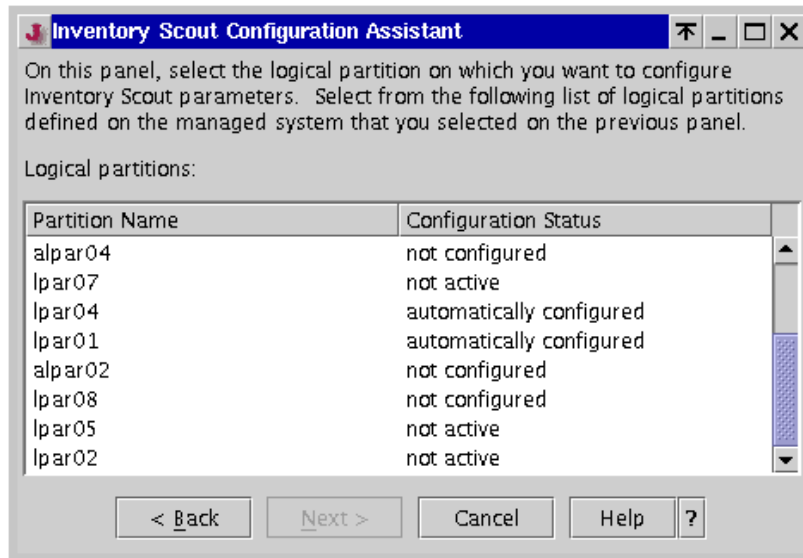 Inventory Scout Configuration Assistant
On this panel, select the logical partition on which you want to configure
Inventory Scout parameters. Select from the following list of logical partitions
defined on the managed system that you selected on the previous panel.
Logical partitions:
Partition Name Configuration Status
alpar04 not configured
lpar07 not active
lpar04 automatically configured
lpar01 automatically configured
alpar02 not configured
lpar08 not configured
lpar05 not active
lpar02 not active
< Back Next > Cancel Help ?